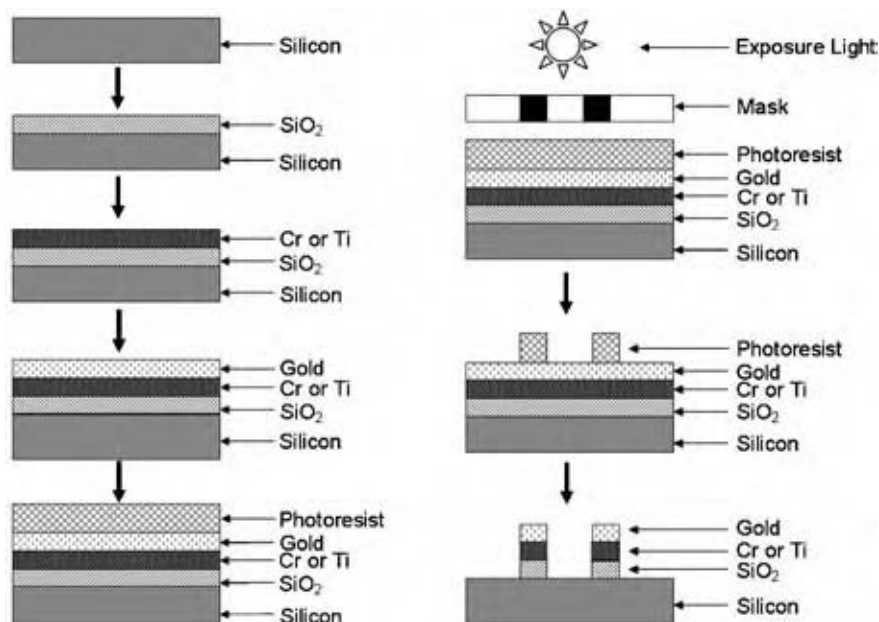 Silicon
SiO₂
Silicon
Cr or Ti
SiO₂
Silicon
Gold
Cr or Ti
SiO₂
Silicon
Photoresist
Gold
Cr or Ti
SiO₂
Silicon
Exposure Light
Mask
Photoresist
Gold
Cr or Ti
SiO₂
Silicon
Photoresist
Gold
Cr or Ti
SiO₂
Silicon
Gold
Cr or Ti
SiO₂
Silicon